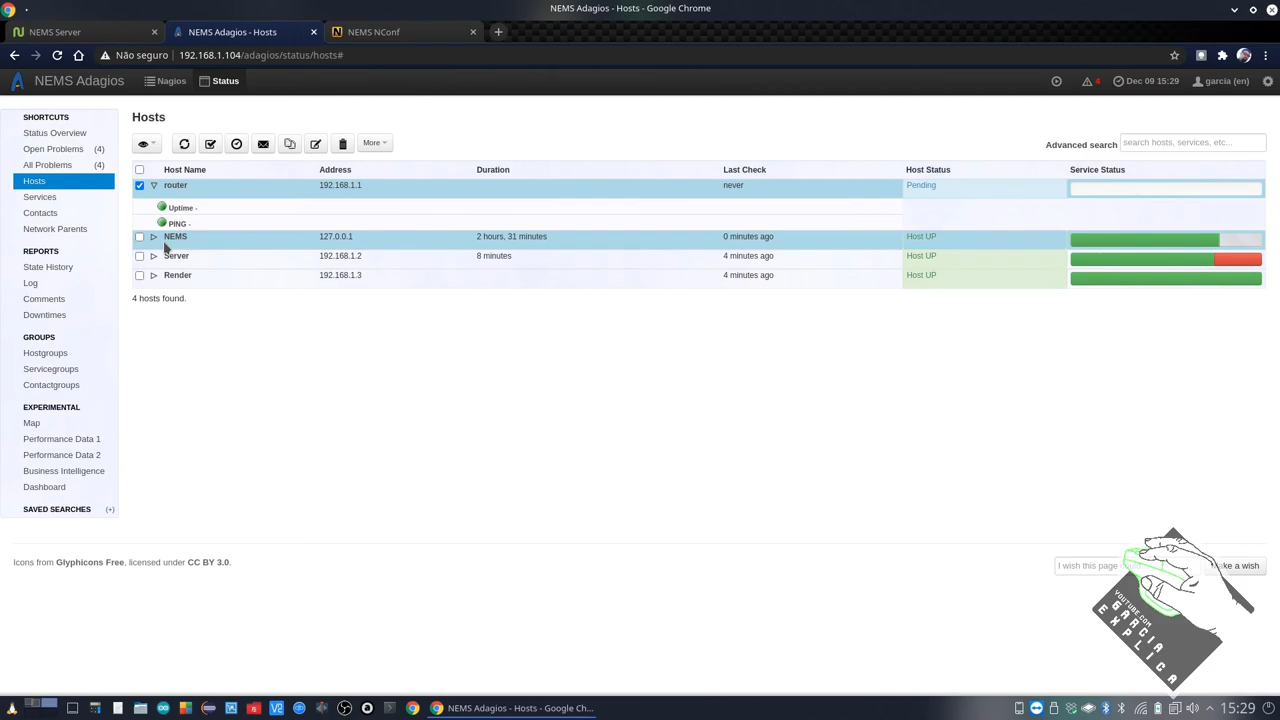 NEMS Adagios - Hosts - Google Chrome
NEMS Server
NEMS Adagios - Hosts
NEMS NConf
Não seguro 192.168.1.104/adagios/status/hosts#
NEMS Adagios Nagios Status 4 Dec 09 15:29 garcia (en)
SHORTCUTS
Status Overview
Open Problems (4)
All Problems (4)
Hosts
Services
Contacts
Network Parents
REPORTS
State History
Log
Comments
Downtimes
GROUPS
Hostgroups
Servicegroups
Contactgroups
EXPERIMENTAL
Map
Performance Data 1
Performance Data 2
Business Intelligence
Dashboard
SAVED SEARCHES (+)
Hosts
More
Advanced search search hosts, services, etc...
Host Name Address Duration Last Check Host Status Service Status
router 192.168.1.1 never Pending
Uptime -
PING -
NEMS 127.0.0.1 2 hours, 31 minutes 0 minutes ago Host UP
Server 192.168.1.2 8 minutes 4 minutes ago Host UP
Render 192.168.1.3 4 minutes ago Host UP
4 hosts found.
Icons from Glyphicons Free, licensed under CC BY 3.0.
I wish this page a wish
YOUTUBE.COM
GARCIA
EXPLICA
NEMS Adagios - Hosts - Google Ch...
15:29